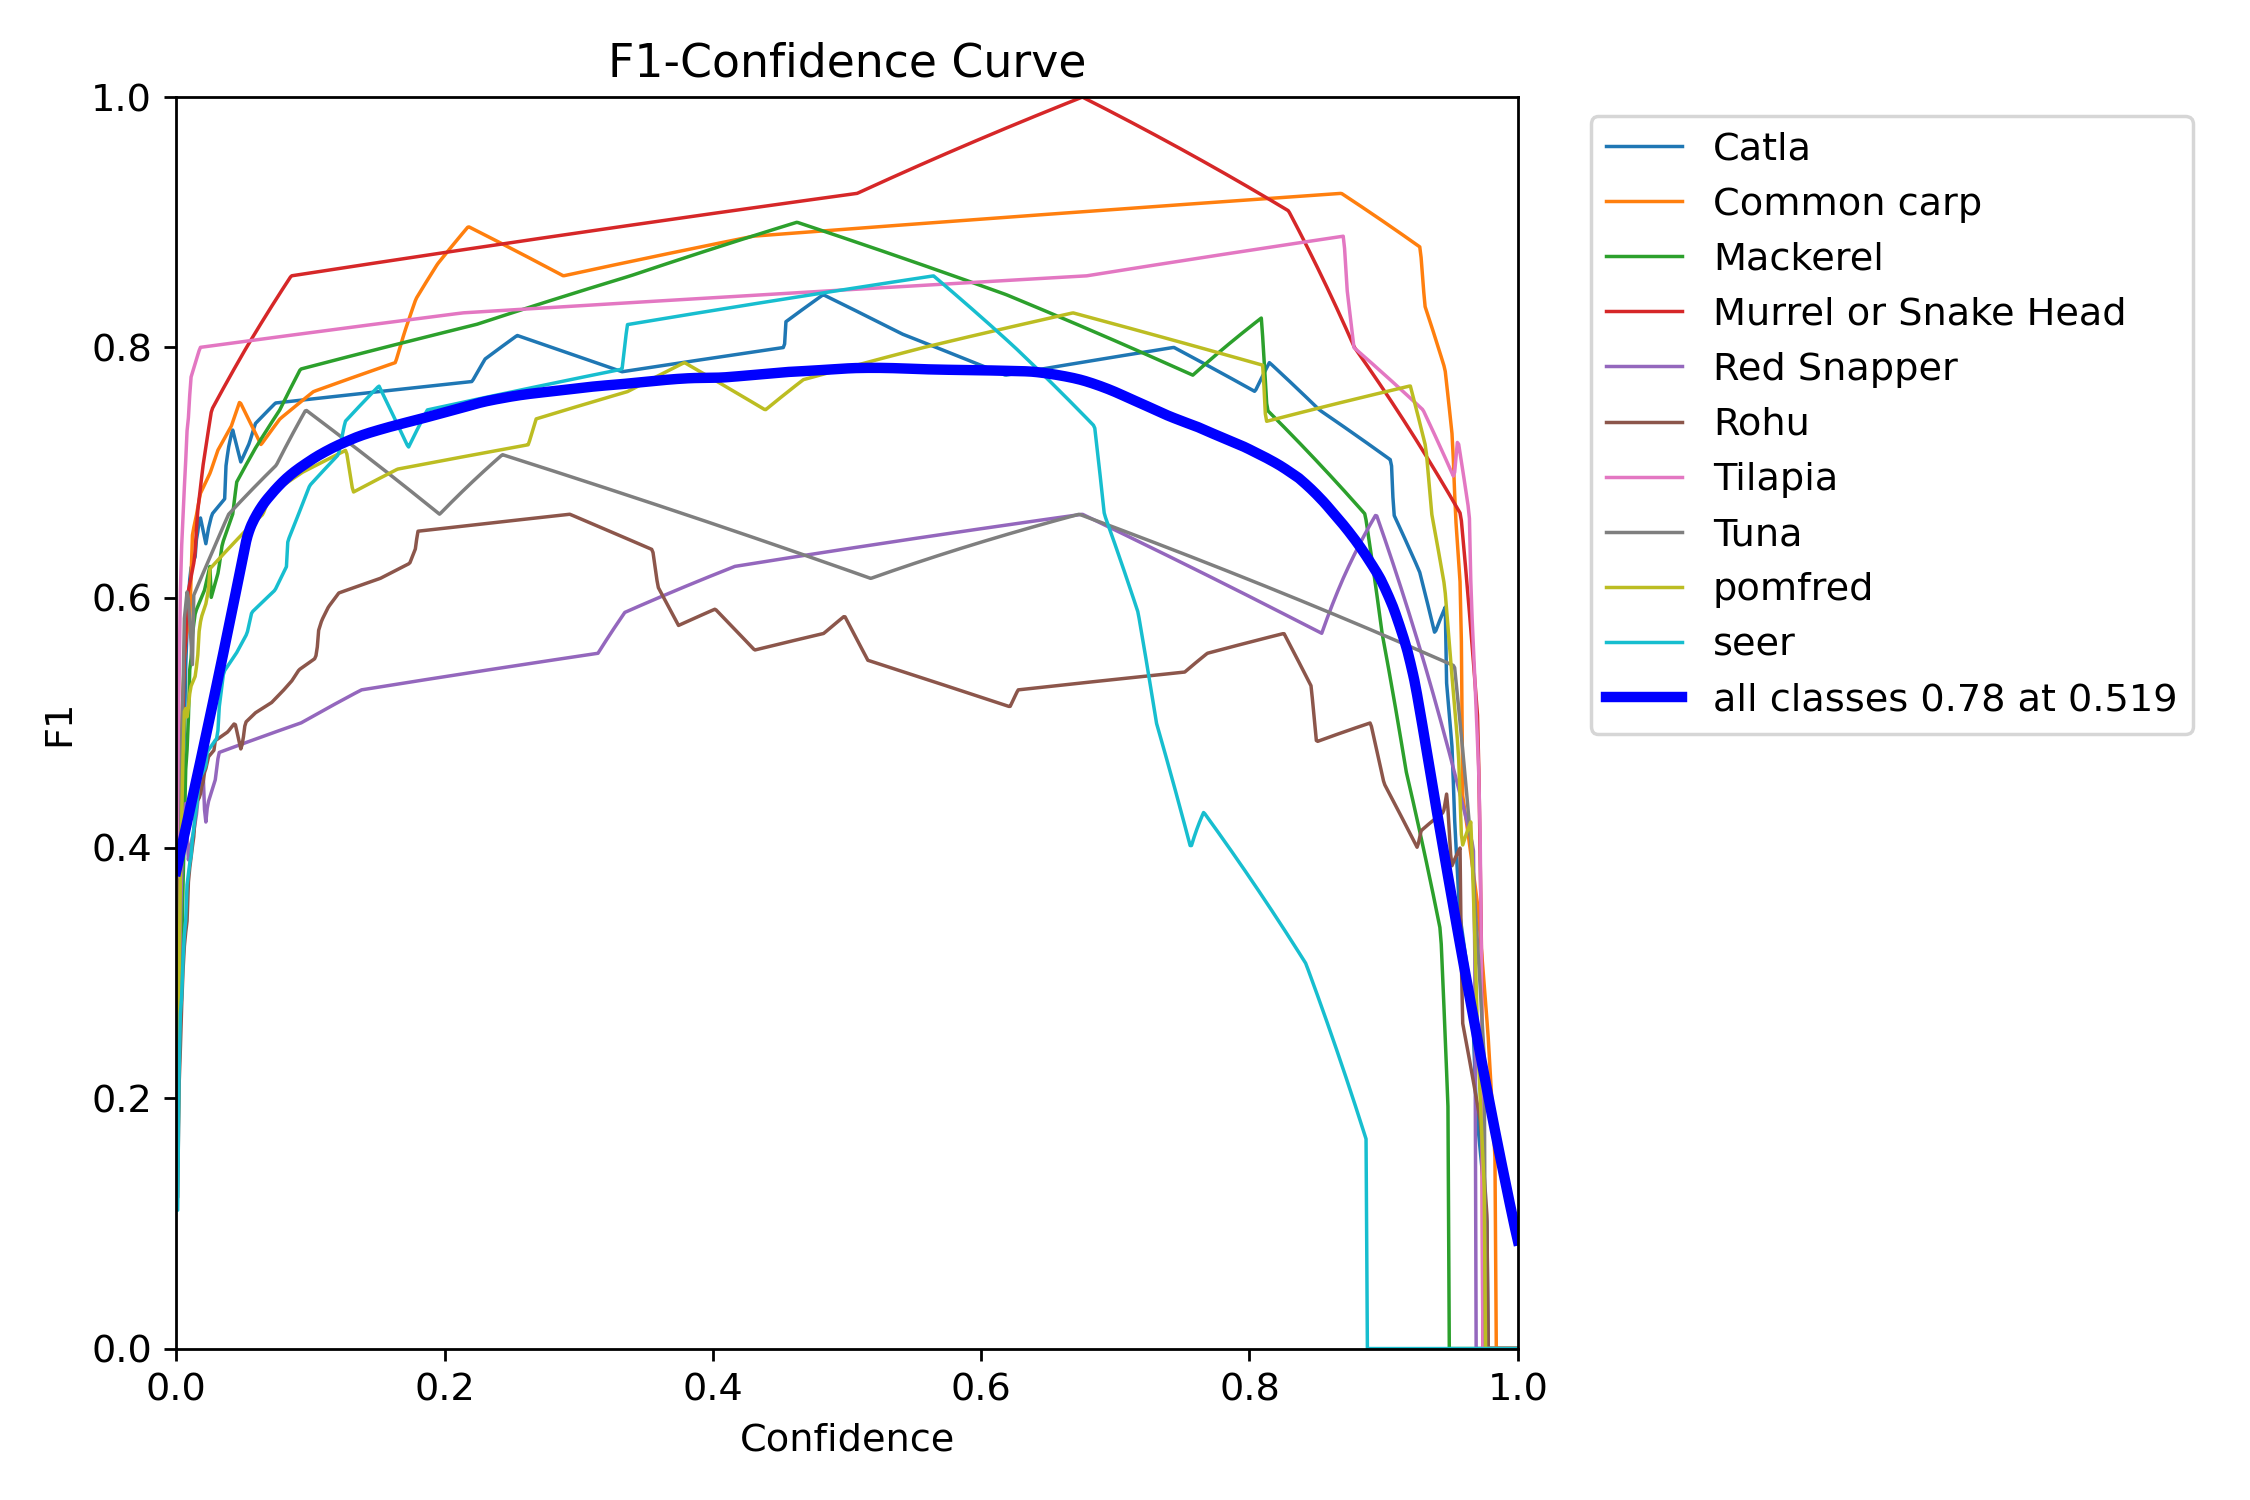 F1-Confidence Curve
1.0
0.8
0.6
0.4
0.2
0.0
F1
0.0 0.2 0.4 0.6 0.8 1.0
Confidence
Catla
Common carp
Mackerel
Murrel or Snake Head
Red Snapper
Rohu
Tilapia
Tuna
pomfred
seer
all classes 0.78 at 0.519